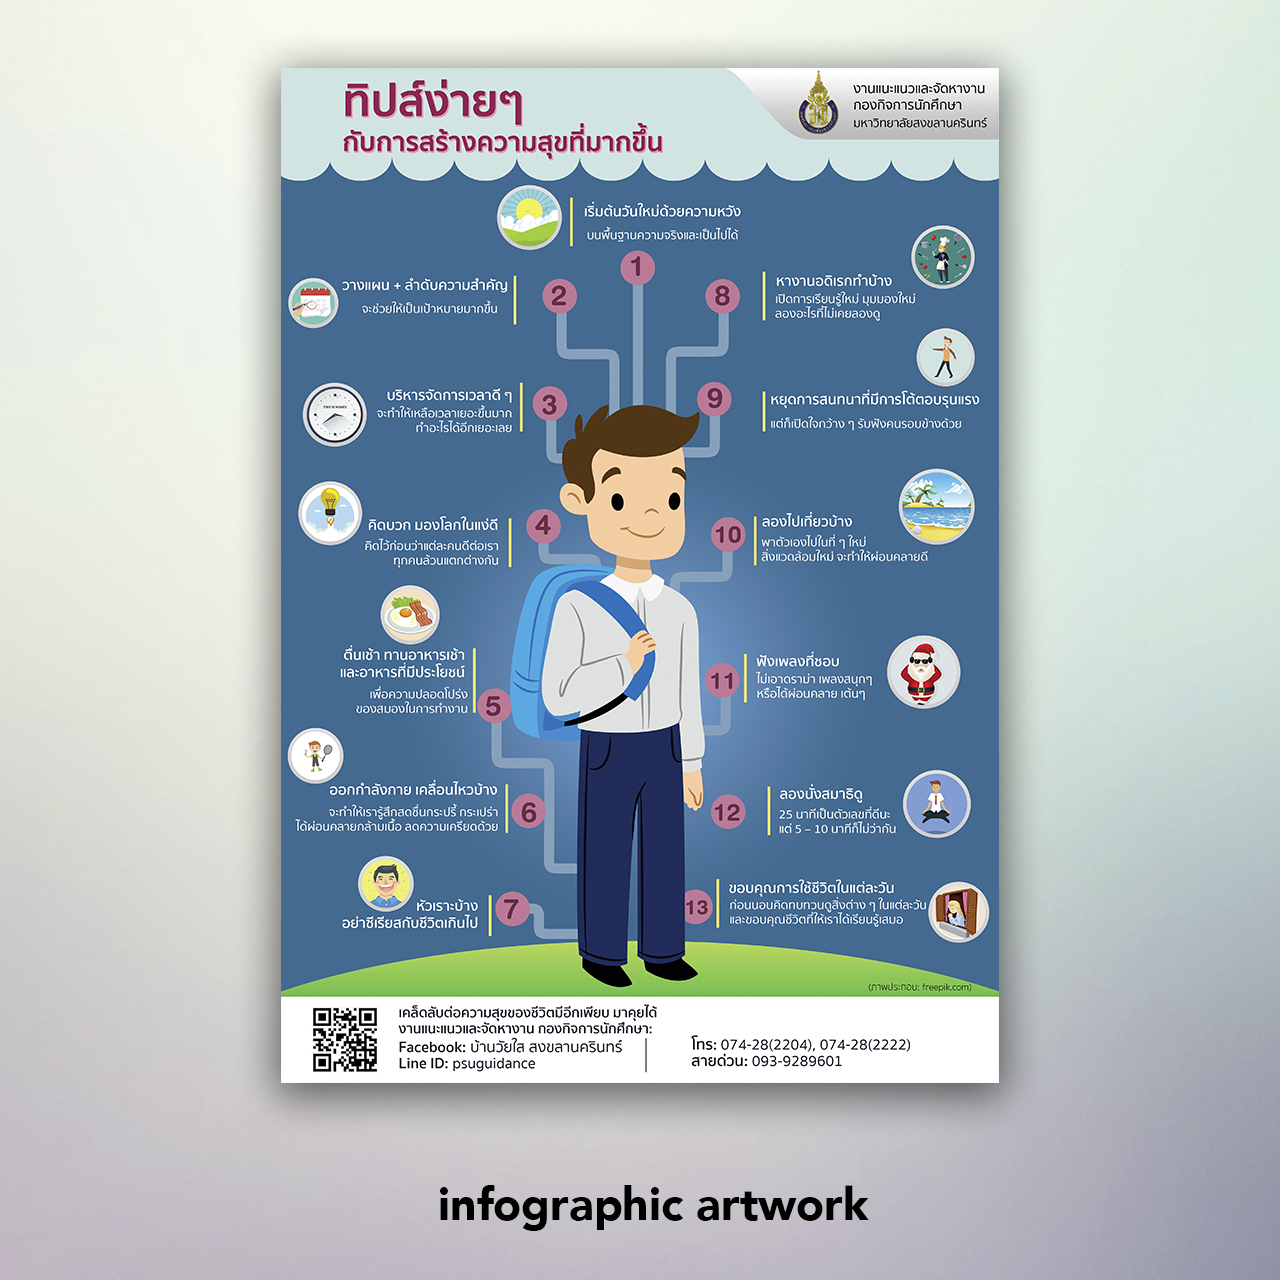 ทิปส์ง่ายๆ
กับการสร้างความสุขที่มากขึ้น
งานแนะแนวและจัดหางาน
กองกิจการนักศึกษา
มหาวิทยาลัยสงขลานครินทร์
เริ่มต้นวันใหม่ด้วยความหวัง
บนพื้นฐานความจริงและเป็นไปได้
1
วางแผน + ลำดับความสำคัญ
จะช่วยให้เป็นเป้าหมายมากขึ้น
2
บริหารจัดการเวลาดี ๆ
จะทำให้เหลือเวลาเยอะขึ้นมาก
ทำอะไรได้อีกเยอะเลย
3
คิดบวก มองโลกในแง่ดี
คิดไว้ก่อนว่าแต่ละคนดีต่อเรา
ทุกคนล้วนแตกต่างกัน
4
ตื่นเช้า ทานอาหารเช้า
และอาหารที่มีประโยชน์
เพื่อความปลอดโปร่ง
ของสมองในการทำงาน
5
ออกกำลังกาย เคลื่อนไหวบ้าง
จะทำให้เรารู้สึกสดชื่นกระปรี้ กระเปร่า
ได้ผ่อนคลายกล้ามเนื้อ ลดความเครียดด้วย
6
หัวเราะบ้าง
อย่าซีเรียสกับชีวิตเกินไป
7
8
หางานอดิเรกทำบ้าง
เปิดการเรียนรู้ใหม่ มุมมองใหม่
ลองอะไรที่ไม่เคยลองดู
9
หยุดการสนทนาที่มีการโต้ตอบรุนแรง
แต่ก็เปิดใจกว้าง ๆ รับฟังคนรอบข้างด้วย
10
ลองไปเที่ยวบ้าง
พาตัวเองไปในที่ ๆ ใหม่
สิ่งแวดล้อมใหม่ จะทำให้ผ่อนคลายดี
11
ฟังเพลงที่ชอบ
ไม่เอาดราม่า เพลงสนุกๆ
หรือได้ผ่อนคลาย เต้นๆ
12
ลองนั่งสมาธิดู
25 นาทีเป็นตัวเลขที่ดีนะ
แต่ 5 – 10 นาทีก็ไม่ว่ากัน
13
ขอบคุณการใช้ชีวิตในแต่ละวัน
ก่อนนอนคิดทบทวนดูสิ่งต่าง ๆ ในแต่ละวัน
และขอบคุณชีวิตที่ให้เราได้เรียนรู้เสมอ
(ภาพประกอบ: freepik.com)
เคล็ดลับต่อความสุขของชีวิตมีอีกเพียบ มาคุยได้
งานแนะแนวและจัดหางาน กองกิจการนักศึกษา:
Facebook: บ้านวัยใส สงขลานครินทร์
Line ID: psuguidance
โทร: 074-28(2204), 074-28(2222)
สายด่วน: 093-9289601
infographic artwork